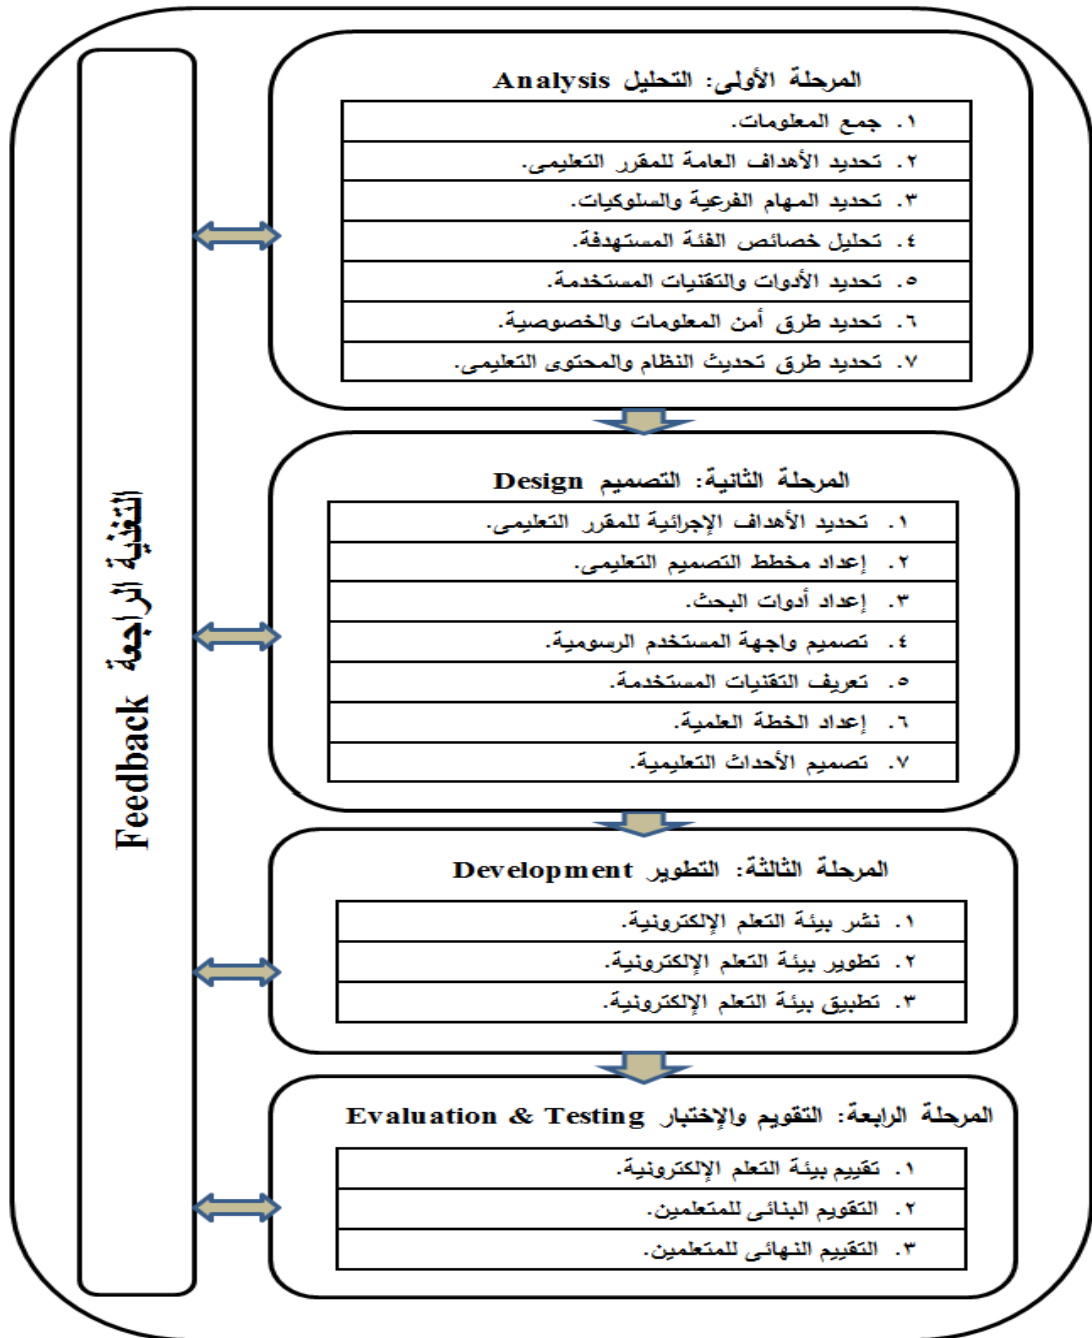 المرحلة الأولى: التحليل Analysis
١. جمع المعلومات.
٢. تحديد الأهداف العامة للمقرر التعليمى.
٣. تحديد المهام الفرعية والسلوكيات.
٤. تحليل خصائص الفئة المستهدفة.
٥. تحديد الأدوات والتقنيات المستخدمة.
٦. تحديد طرق أمن المعلومات والخصوصية.
٧. تحديد طرق تحديث النظام والمحتوى التعليمى.
المرحلة الثانية: التصميم Design
١. تحديد الأهداف الإجرائية للمقرر التعليمى.
٢. إعداد مخطط التصميم التعليمى.
٣. إعداد أدوات البحث.
٤. تصميم واجهة المستخدم الرسومية.
٥. تعريف التقنيات المستخدمة.
٦. إعداد الخطة العلمية.
٧. تصميم الأحداث التعليمية.
المرحلة الثالثة: التطوير Development
١. نشر بيئة التعلم الإلكترونية.
٢. تطوير بيئة التعلم الإلكترونية.
٣. تطبيق بيئة التعلم الإلكترونية.
المرحلة الرابعة: التقويم والإختبار Evaluation & Testing
١. تقييم بيئة التعلم الإلكترونية.
٢. التقويم البنائى للمتعلمين.
٣. التقييم النهائى للمتعلمين.
التغذية الراجعة Feedback